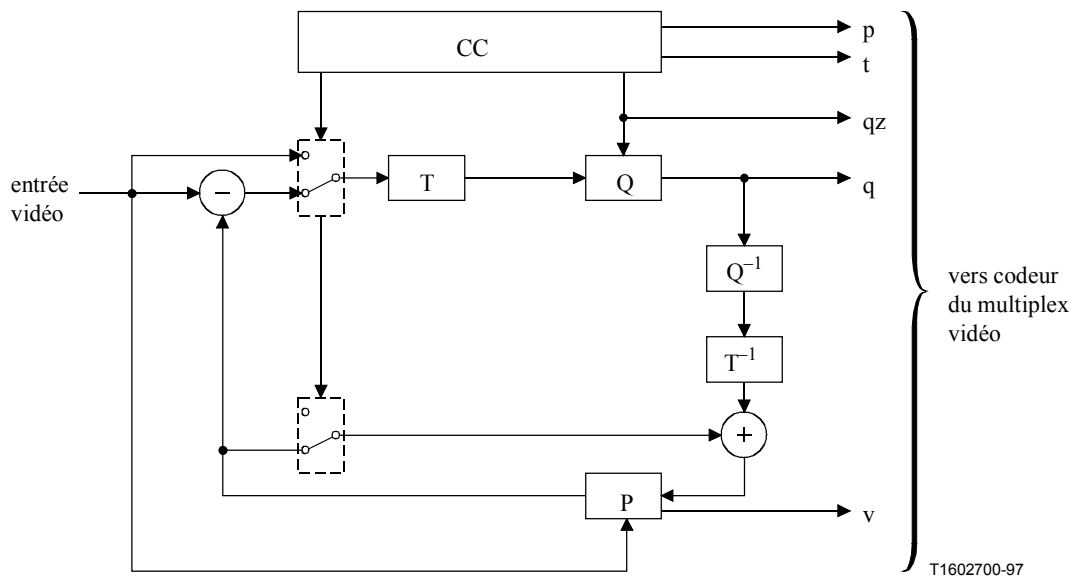 CC
p
t
qz
T
Q
q
entrée
vidéo
−
Q−1
vers codeur
du multiplex
vidéo
T−1
+
P
v
T1602700-97